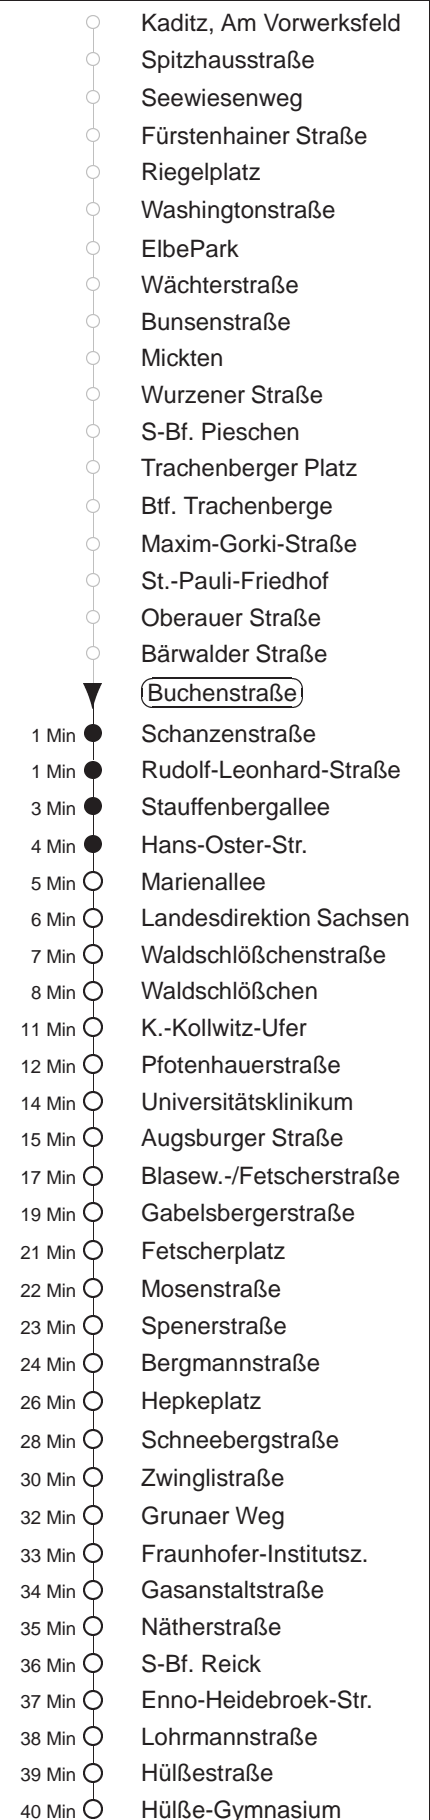 Kaditz, Am Vorwerksfeld
Spitzhausstraße
Seewiesenweg
Fürstenhainer Straße
Riegelplatz
Washingtonstraße
ElbePark
Wächterstraße
Bunsenstraße
Mickten
Wurzener Straße
S-Bf. Pieschen
Trachenberger Platz
Btf. Trachenberge
Maxim-Gorki-Straße
St.-Pauli-Friedhof
Oberauer Straße
Bärwalder Straße
Buchenstraße
1 Min Schanzenstraße
1 Min Rudolf-Leonhard-Straße
3 Min Stauffenbergallee
4 Min Hans-Oster-Str.
5 Min Marienallee
6 Min Landesdirektion Sachsen
7 Min Waldschlößchenstraße
8 Min Waldschlößchen
11 Min K.-Kollwitz-Ufer
12 Min Pfotenhauerstraße
14 Min Universitätsklinikum
15 Min Augsburger Straße
17 Min Blasew.-/Fetscherstraße
19 Min Gabelsbergerstraße
21 Min Fetscherplatz
22 Min Mosenstraße
23 Min Spenerstraße
24 Min Bergmannstraße
26 Min Hepkeplatz
28 Min Schneebergstraße
30 Min Zwinglistraße
32 Min Grunaer Weg
33 Min Fraunhofer-Institutsz.
34 Min Gasanstaltstraße
35 Min Nätherstraße
36 Min S-Bf. Reick
37 Min Enno-Heidebroek-Str.
38 Min Lohrmannstraße
39 Min Hülßestraße
40 Min Hülße-Gymnasium